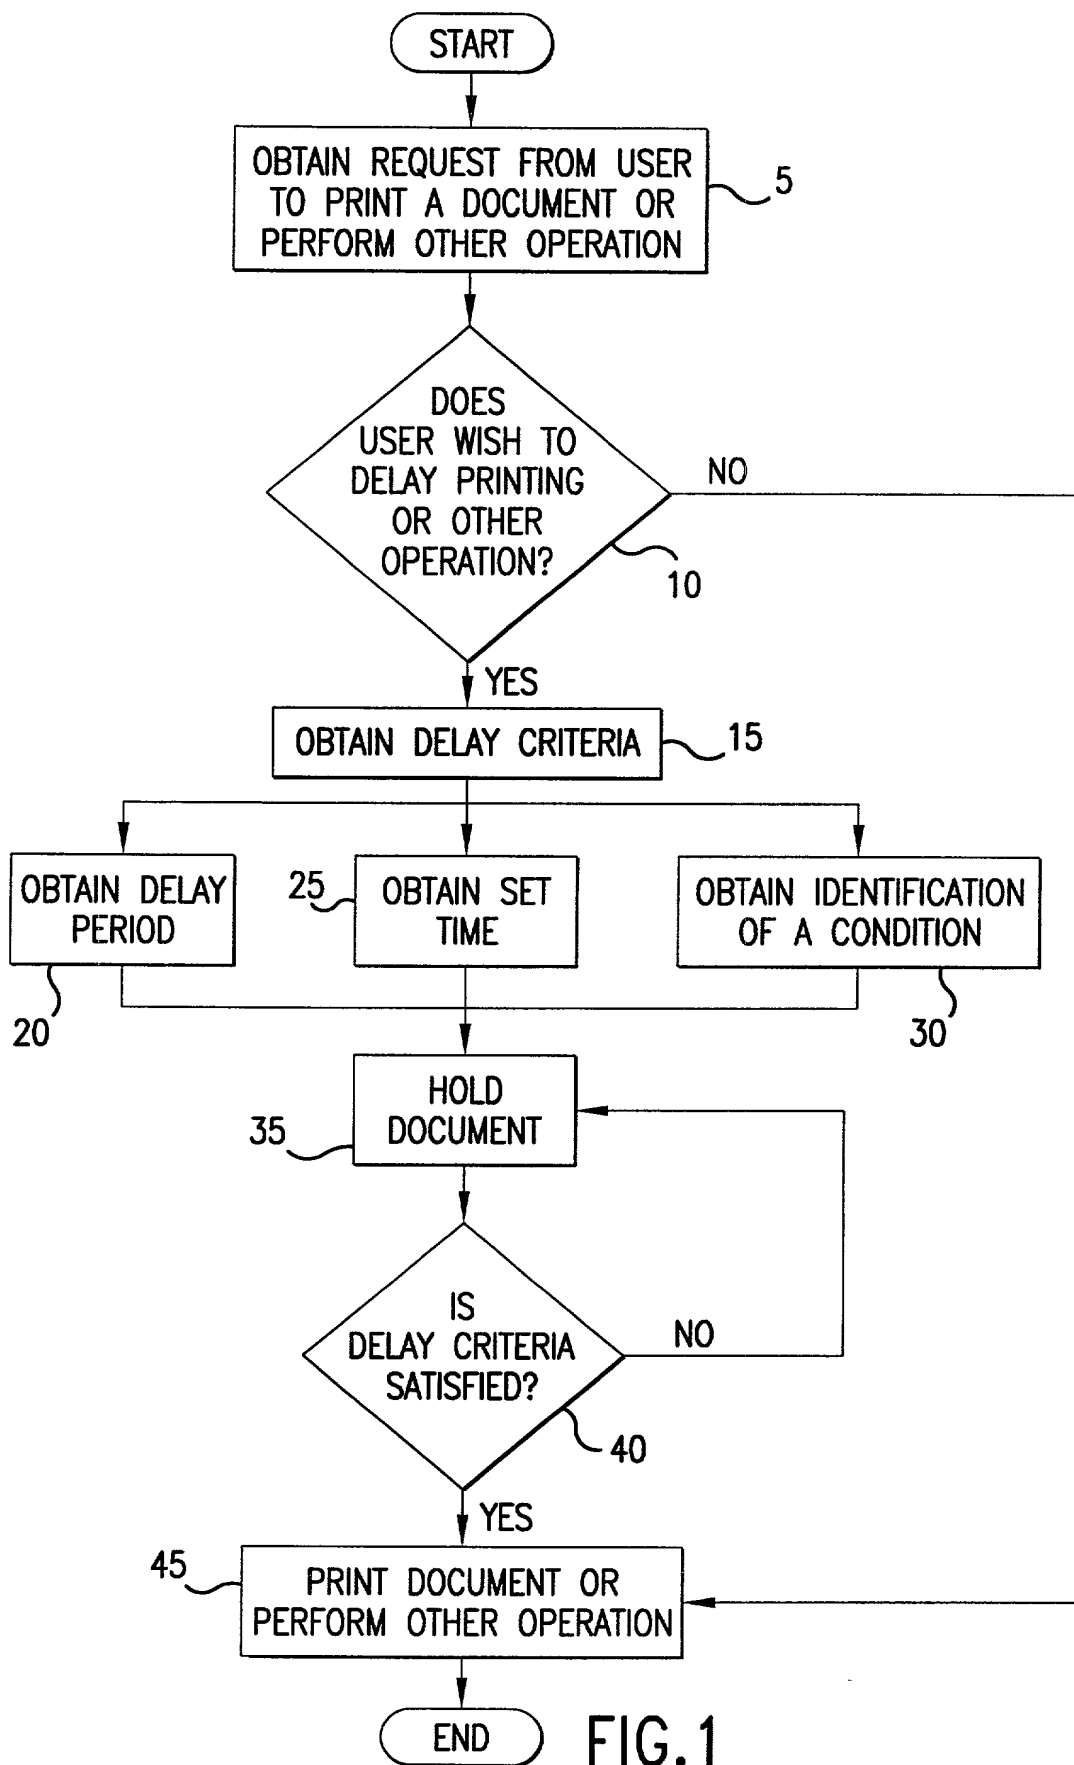 START
OBTAIN REQUEST FROM USER
TO PRINT A DOCUMENT OR
PERFORM OTHER OPERATION
5
DOES
USER WISH TO
DELAY PRINTING
OR OTHER
OPERATION?
NO
10
YES
OBTAIN DELAY CRITERIA
15
OBTAIN DELAY
PERIOD
20
25
OBTAIN SET
TIME
OBTAIN IDENTIFICATION
OF A CONDITION
30
HOLD
DOCUMENT
35
IS
DELAY CRITERIA
SATISFIED?
NO
40
YES
45
PRINT DOCUMENT OR
PERFORM OTHER OPERATION
END
FIG.1